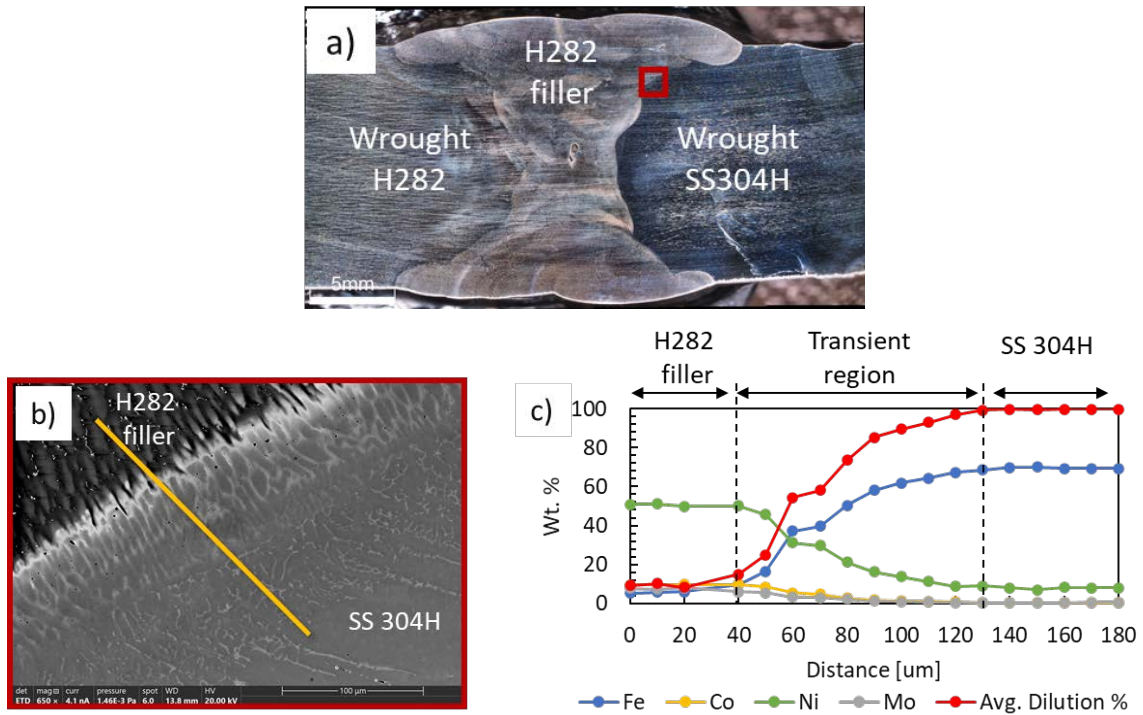 a)
H282
filler
Wrought
H282
Wrought
SS304H
5mm
b)
H282
filler
SS 304H
det mag curr pressure spot WD HV
ETD 650 × 4.1 nA 1.46E-3 Pa 6.0 13.8 mm 20.00 kV
100 µm
c)
H282
filler
Transient
region
SS 304H
Wt. %
100
80
60
40
20
0
0 20 40 60 80 100 120 140 160 180
Distance [um]
Fe Co Ni Mo Avg. Dilution %